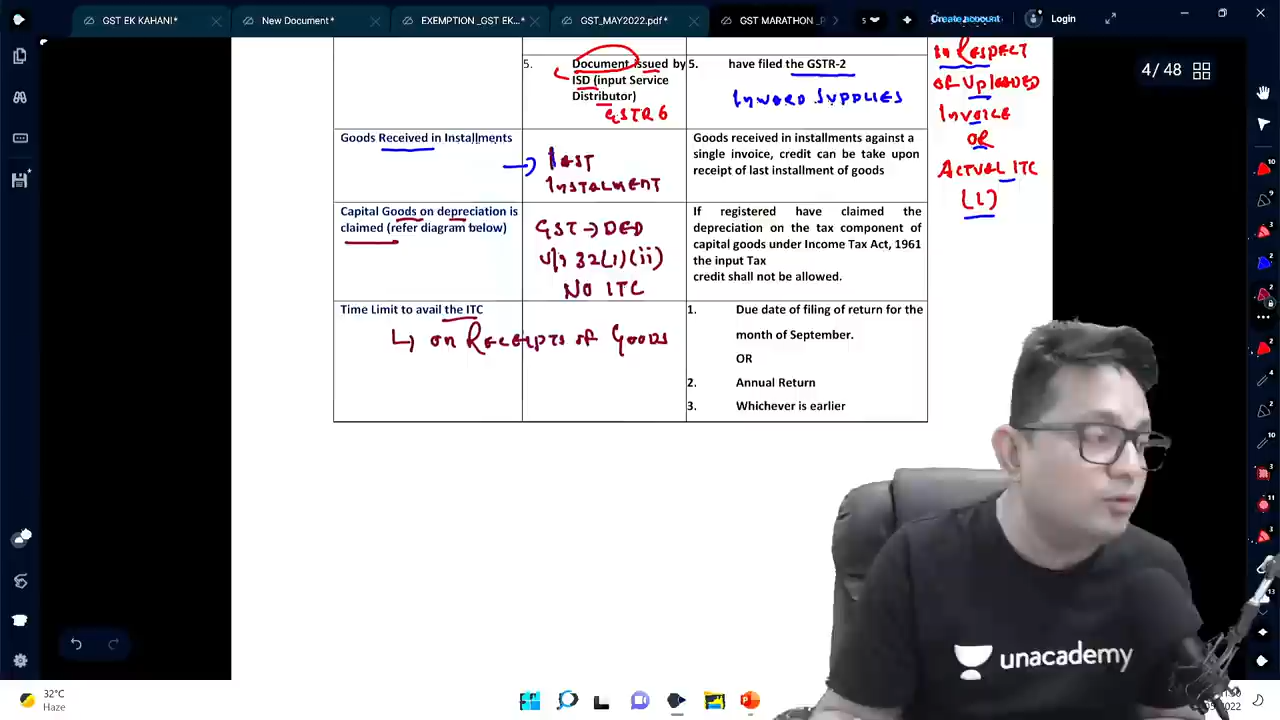 GST EK KAHANI*
New Document*
EXEMPTION _GST EK...*
GST_MAY2022.pdf*
GST MARATHON _P
5
Create account
Login
4/ 48
5. Document issued by
ISD (input Service
Distributor)
GSTR 6
5. have filed the GSTR-2
INWARD SUPPLIES
IN RESPECT
OF UPLOADED
INVOICE
OR
ACTUAL ITC
(L)
Goods Received in Installments
LAST
INSTALMENT
Goods received in installments against a
single invoice, credit can be take upon
receipt of last installment of goods
Capital Goods on depreciation is
claimed (refer diagram below)
GST → DED
u/s 32(1)(ii)
NO ITC
If registered have claimed the
depreciation on the tax component of
capital goods under Income Tax Act, 1961
the input Tax
credit shall not be allowed.
Time Limit to avail the ITC
on Receipts of Goods
1. Due date of filing of return for the
month of September.
OR
2. Annual Return
3. Whichever is earlier
unacademy
32°C
Haze
2022